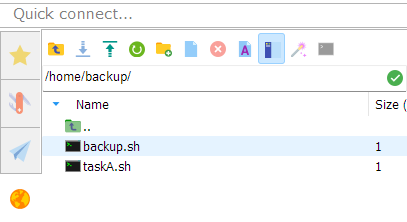 Quick connect...
/home/backup/
Name Size (
..
backup.sh 1
taskA.sh 1